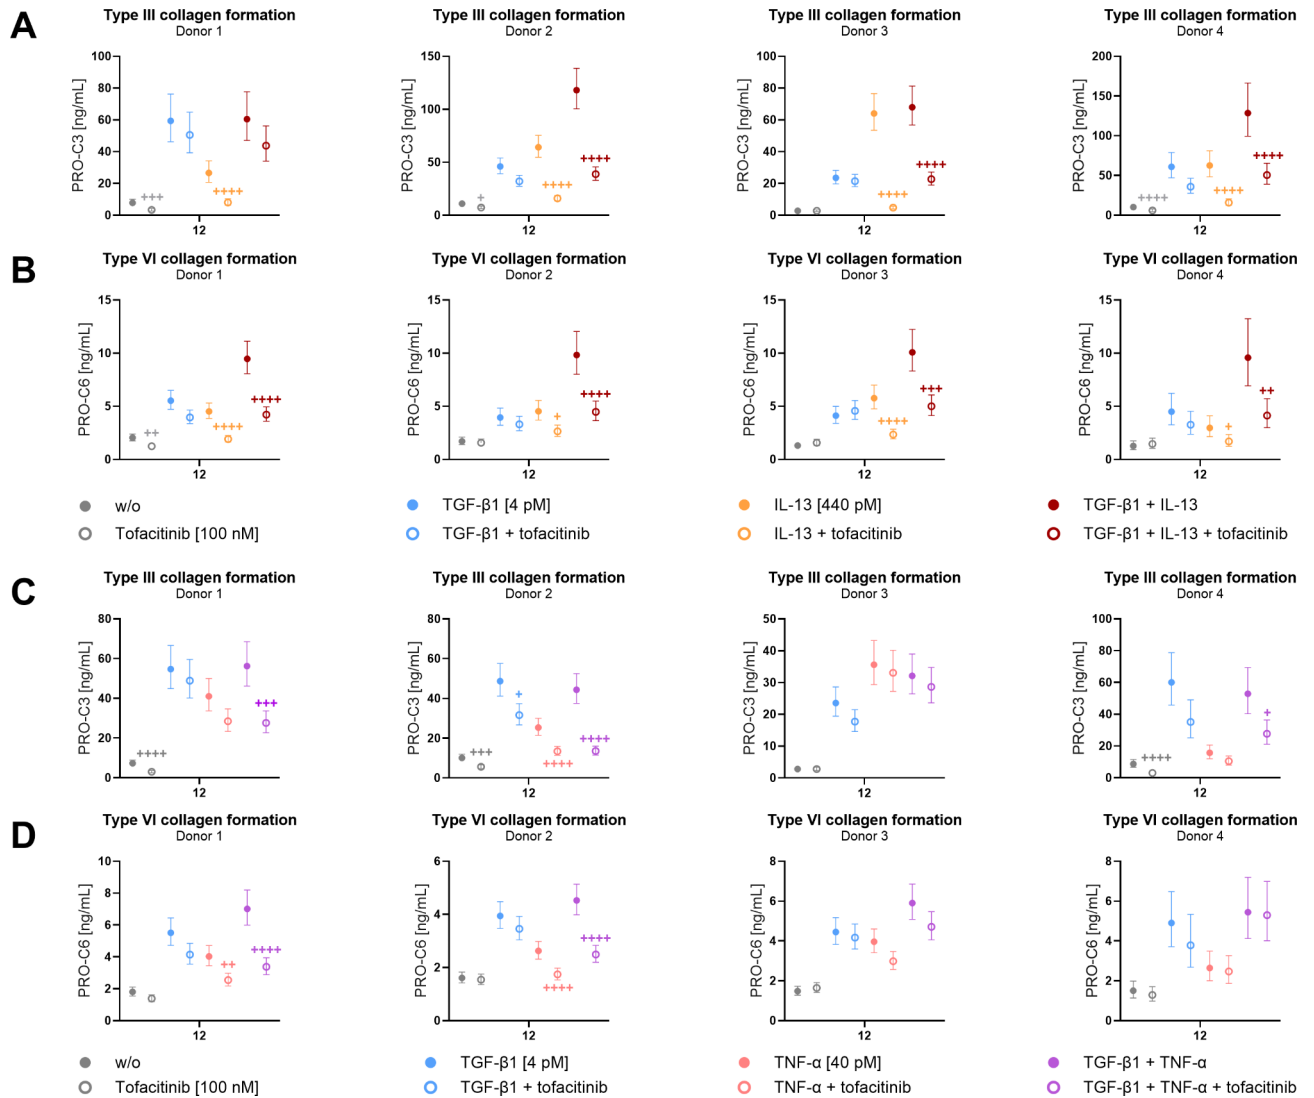 A
Type III collagen formation
Donor 1
PRO-C3 [ng/mL]
100
80
60
40
20
0
+++
++++
12
Type III collagen formation
Donor 2
PRO-C3 [ng/mL]
150
100
50
0
+
++++
++++
12
Type III collagen formation
Donor 3
PRO-C3 [ng/mL]
100
80
60
40
20
0
++++
++++
12
Type III collagen formation
Donor 4
PRO-C3 [ng/mL]
200
150
100
50
0
++++
++++
++++
12
B
Type VI collagen formation
Donor 1
PRO-C6 [ng/mL]
15
10
5
0
++
++++
++++
12
Type VI collagen formation
Donor 2
PRO-C6 [ng/mL]
15
10
5
0
+
++++
12
Type VI collagen formation
Donor 3
PRO-C6 [ng/mL]
15
10
5
0
++++
+++
12
Type VI collagen formation
Donor 4
PRO-C6 [ng/mL]
15
10
5
0
+
++
12
w/o
Tofacitinib [100 nM]
TGF-β1 [4 pM]
TGF-β1 + tofacitinib
IL-13 [440 pM]
IL-13 + tofacitinib
TGF-β1 + IL-13
TGF-β1 + IL-13 + tofacitinib
C
Type III collagen formation
Donor 1
PRO-C3 [ng/mL]
80
60
40
20
0
++++
+++
12
Type III collagen formation
Donor 2
PRO-C3 [ng/mL]
80
60
40
20
0
+++
+
++++
++++
12
Type III collagen formation
Donor 3
PRO-C3 [ng/mL]
50
40
30
20
10
0
12
Type III collagen formation
Donor 4
PRO-C3 [ng/mL]
100
80
60
40
20
0
++++
+
12
D
Type VI collagen formation
Donor 1
PRO-C6 [ng/mL]
10
8
6
4
2
0
++
++++
12
Type VI collagen formation
Donor 2
PRO-C6 [ng/mL]
6
4
2
0
++++
++++
12
Type VI collagen formation
Donor 3
PRO-C6 [ng/mL]
8
6
4
2
0
12
Type VI collagen formation
Donor 4
PRO-C6 [ng/mL]
8
6
4
2
0
12
w/o
Tofacitinib [100 nM]
TGF-β1 [4 pM]
TGF-β1 + tofacitinib
TNF-α [40 pM]
TNF-α + tofacitinib
TGF-β1 + TNF-α
TGF-β1 + TNF-α + tofacitinib